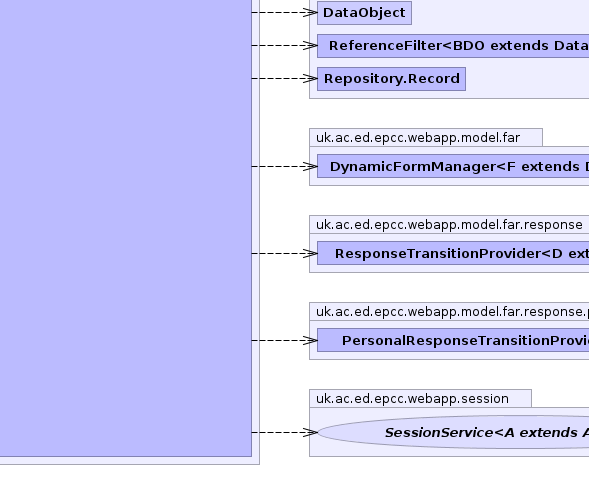 DataObject
ReferenceFilter<BDO extends Data
Repository.Record
uk.ac.ed.epcc.webapp.model.far
DynamicFormManager<F extends
uk.ac.ed.epcc.webapp.model.far.response
ResponseTransitionProvider<D ext
uk.ac.ed.epcc.webapp.model.far.response.
PersonalResponseTransitionProvi
uk.ac.ed.epcc.webapp.session
SessionService<A extends A